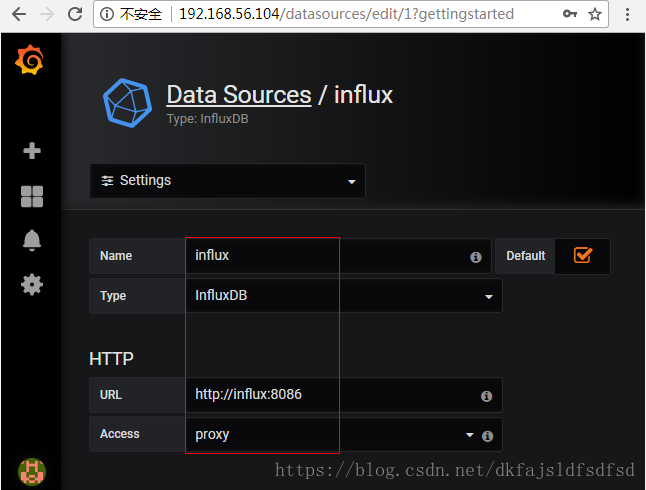 不安全 192.168.56.104/datasources/edit/1?gettingstarted
Data Sources / influx
Type: InfluxDB
Settings
Name influx Default
Type InfluxDB
HTTP
URL http://influx:8086
Access proxy
https://blog.csdn.net/dkfajsldfsdfsd